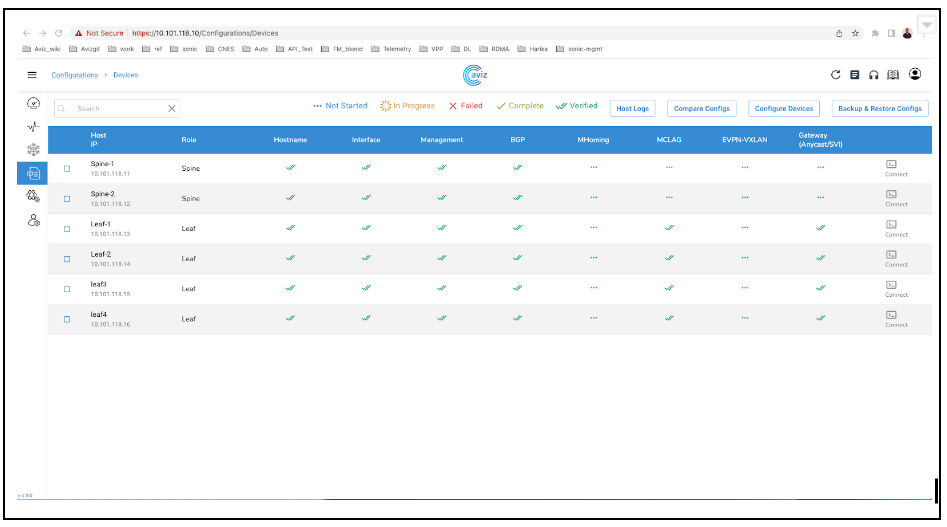 Not Secure | https://10.101.118.10/Configurations/Devices
Aviz_wiki Avizgit work ref sonic ONES Auto API_Test TM_bkend Telemetry VPP DL RDMA Harika sonic-mgmt
Configurations > Devices
aviz
Search
Not Started In Progress Failed Complete Verified Host Logs Compare Configs Configure Devices Backup & Restore Configs
Host IP Role Hostname Interface Management BGP MHoming MCLAG EVPN-VXLAN Gateway (Anycast/SVI)
Spine-1 Spine
10.101.118.11 Connect
Spine-2 Spine
10.101.118.12 Connect
Leaf-1 Leaf
10.101.118.13 Connect
Leaf-2 Leaf
10.101.118.14 Connect
leaf3 Leaf
10.101.118.15 Connect
leaf4 Leaf
10.101.118.16 Connect